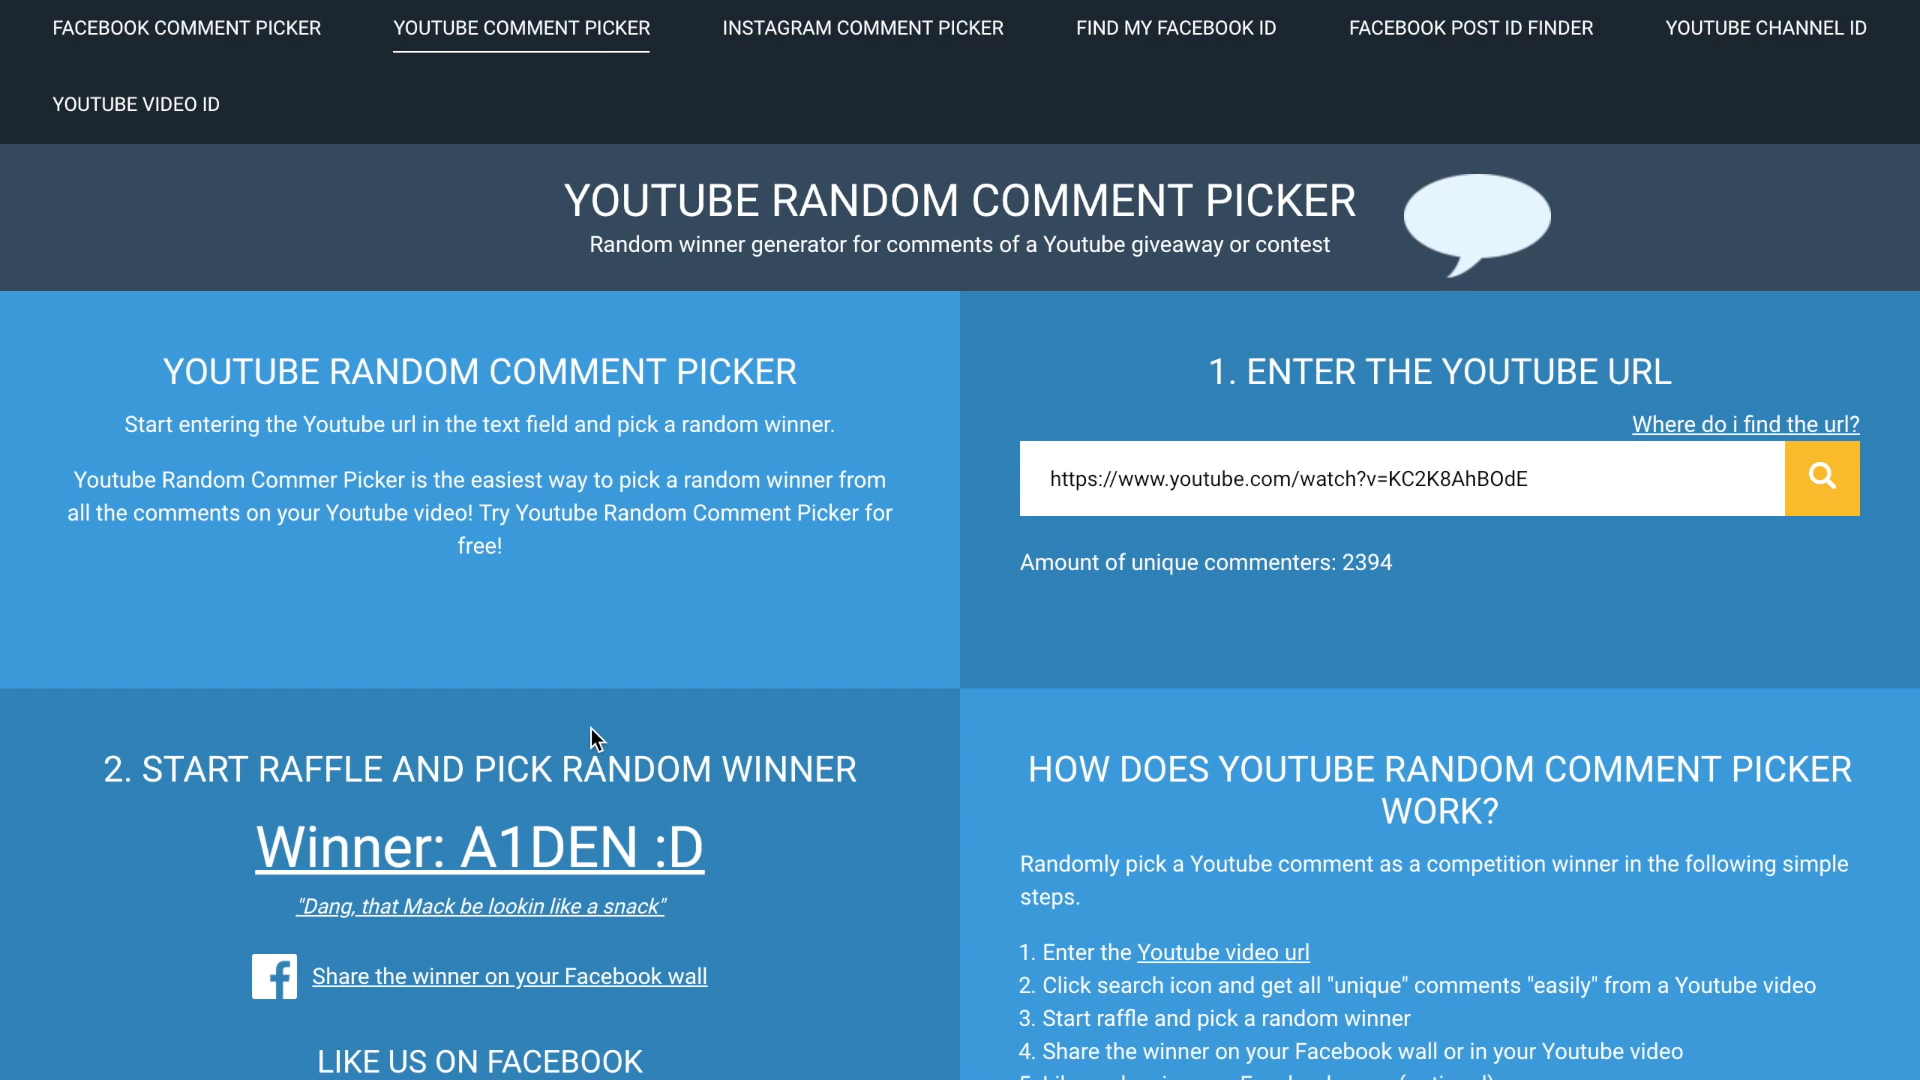 FACEBOOK COMMENT PICKER YOUTUBE COMMENT PICKER INSTAGRAM COMMENT PICKER FIND MY FACEBOOK ID FACEBOOK POST ID FINDER YOUTUBE CHANNEL ID
YOUTUBE VIDEO ID
YOUTUBE RANDOM COMMENT PICKER
Random winner generator for comments of a Youtube giveaway or contest
YOUTUBE RANDOM COMMENT PICKER
Start entering the Youtube url in the text field and pick a random winner.
Youtube Random Commer Picker is the easiest way to pick a random winner from
all the comments on your Youtube video! Try Youtube Random Comment Picker for
free!
1. ENTER THE YOUTUBE URL
Where do i find the url?
https://www.youtube.com/watch?v=KC2K8AhBOdE
Amount of unique commenters: 2394
2. START RAFFLE AND PICK RANDOM WINNER
Winner: A1DEN :D
"Dang, that Mack be lookin like a snack"
Share the winner on your Facebook wall
LIKE US ON FACEBOOK
HOW DOES YOUTUBE RANDOM COMMENT PICKER
WORK?
Randomly pick a Youtube comment as a competition winner in the following simple
steps.
1. Enter the Youtube video url
2. Click search icon and get all "unique" comments "easily" from a Youtube video
3. Start raffle and pick a random winner
4. Share the winner on your Facebook wall or in your Youtube video